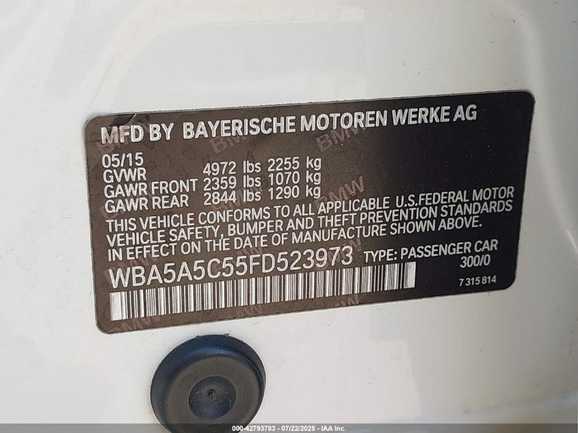 MFD BY BAYERISCHE MOTOREN WERKE AG
05/15
GVWR 4972 lbs 2255 kg
GAWR FRONT 2359 lbs 1070 kg
GAWR REAR 2844 lbs 1290 kg
THIS VEHICLE CONFORMS TO ALL APPLICABLE U.S.FEDERAL MOTOR
VEHICLE SAFETY, BUMPER AND THEFT PREVENTION STANDARDS
IN EFFECT ON THE DATE OF MANUFACTURE SHOWN ABOVE.
WBA5A5C55FD523973 TYPE: PASSENGER CAR
300/0
7 315 814
000-42793783 - 07/22/2025 - IAA Inc.